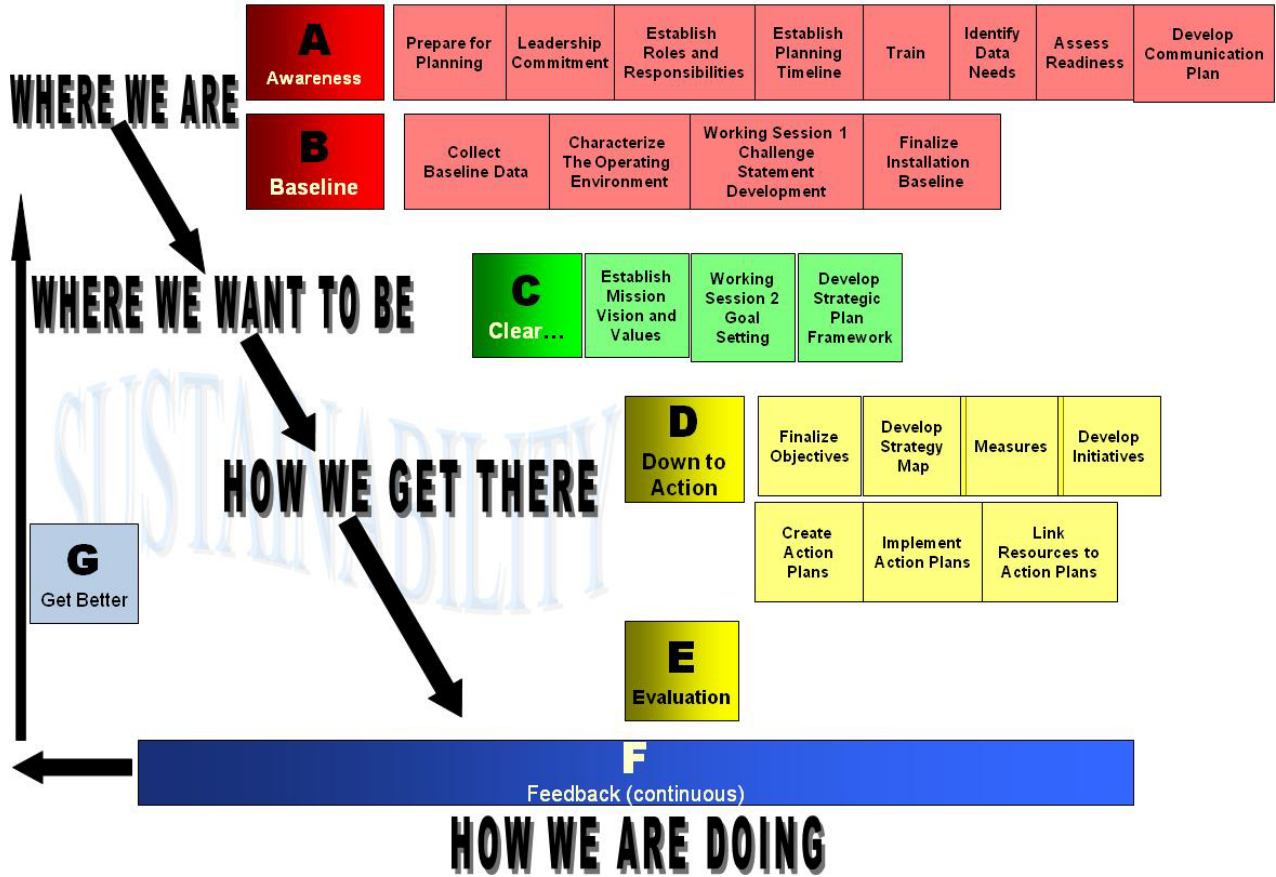 A
Awareness
Prepare for
Planning
Leadership
Commitment
Establish
Roles and
Responsibilities
Establish
Planning
Timeline
Train
Identify
Data
Needs
Assess
Readiness
Develop
Communication
Plan
WHERE WE ARE
B
Baseline
Collect
Baseline Data
Characterize
The Operating
Environment
Working Session 1
Challenge
Statement
Development
Finalize
Installation
Baseline
WHERE WE WANT TO BE
C
Clear...
Establish
Mission
Vision and
Values
Working
Session 2
Goal
Setting
Develop
Strategic
Plan
Framework
SUSTAINABILITY
HOW WE GET THERE
D
Down to
Action
Finalize
Objectives
Develop
Strategy
Map
Measures
Develop
Initiatives
Create
Action
Plans
Implement
Action Plans
Link
Resources to
Action Plans
G
Get Better
E
Evaluation
F
Feedback (continuous)
HOW WE ARE DOING